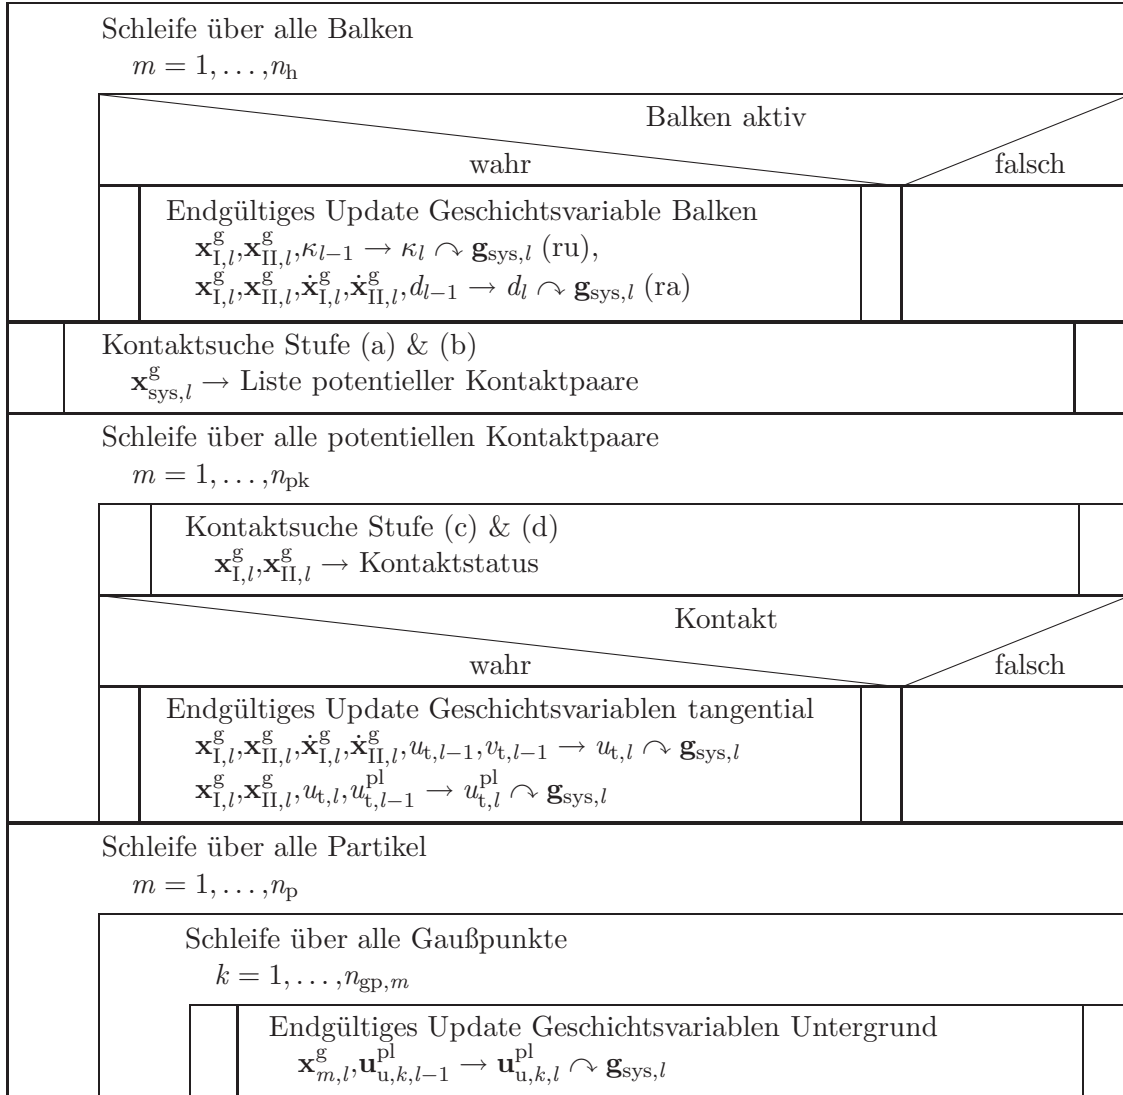 Schleife über alle Balken
m = 1, . . . ,n_h
Balken aktiv
wahr falsch
Endgültiges Update Geschichtsvariable Balken
𝐱^g_{I,l},𝐱^g_{II,l},κ_{l−1} → κ_l ↷ 𝐠_{sys,l} (ru),
𝐱^g_{I,l},𝐱^g_{II,l},𝐱̇^g_{I,l},𝐱̇^g_{II,l},d_{l−1} → d_l ↷ 𝐠_{sys,l} (ra)
Kontaktsuche Stufe (a) & (b)
𝐱^g_{sys,l} → Liste potentieller Kontaktpaare
Schleife über alle potentiellen Kontaktpaare
m = 1, . . . ,n_{pk}
Kontaktsuche Stufe (c) & (d)
𝐱^g_{I,l},𝐱^g_{II,l} → Kontaktstatus
Kontakt
wahr falsch
Endgültiges Update Geschichtsvariablen tangential
𝐱^g_{I,l},𝐱^g_{II,l},𝐱̇^g_{I,l},𝐱̇^g_{II,l},u_{t,l−1},v_{t,l−1} → u_{t,l} ↷ 𝐠_{sys,l}
𝐱^g_{I,l},𝐱^g_{II,l},u_{t,l},u^{pl}_{t,l−1} → u^{pl}_{t,l} ↷ 𝐠_{sys,l}
Schleife über alle Partikel
m = 1, . . . ,n_p
Schleife über alle Gaußpunkte
k = 1, . . . ,n_{gp,m}
Endgültiges Update Geschichtsvariablen Untergrund
𝐱^g_{m,l},𝐮^{pl}_{u,k,l−1} → 𝐮^{pl}_{u,k,l} ↷ 𝐠_{sys,l}